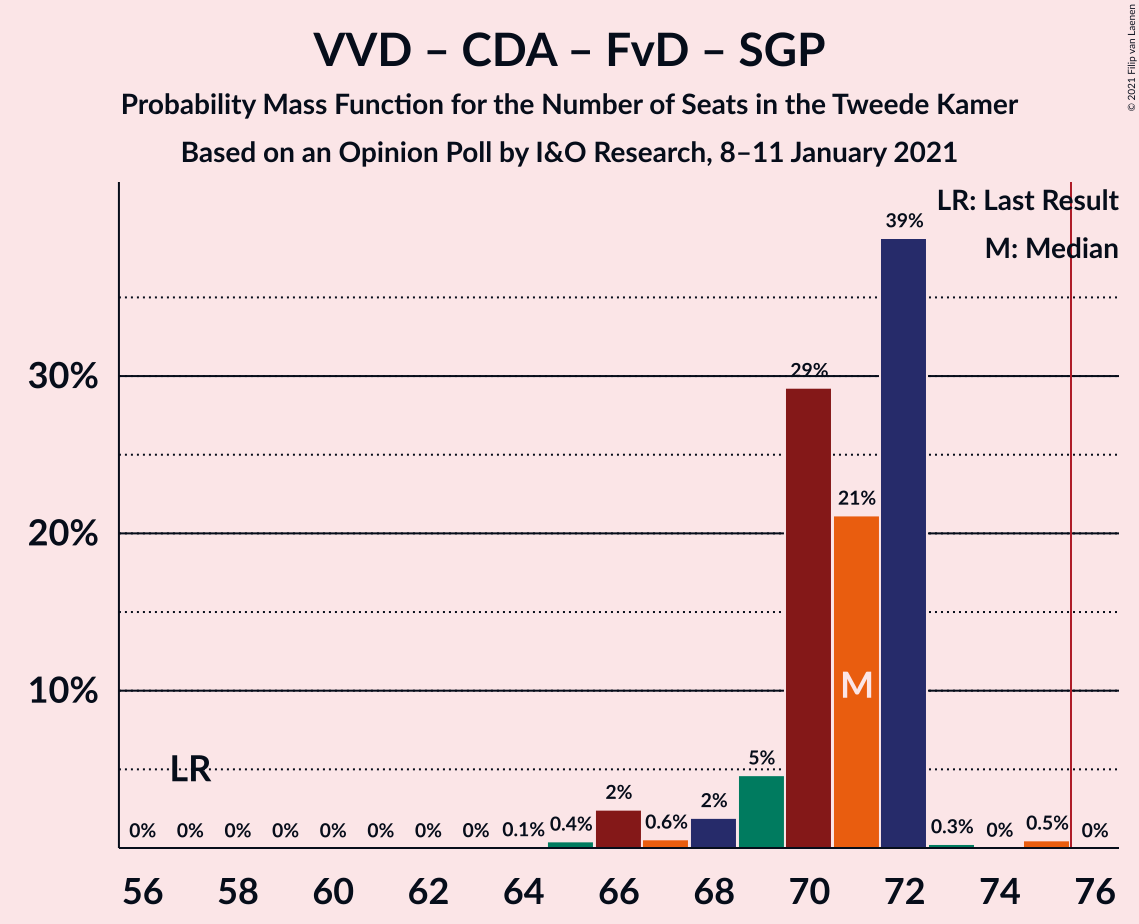 VVD – CDA – FvD – SGP
Probability Mass Function for the Number of Seats in the Tweede Kamer
Based on an Opinion Poll by I&O Research, 8–11 January 2021
© 2021 Filip van Laenen
LR: Last Result
M: Median
39%
30%
29%
21%
20%
10%
M
LR
5%
2%
2%
0% 0% 0% 0% 0% 0% 0% 0% 0.1% 0.4% 0.6% 0.3% 0% 0.5% 0%
56 58 60 62 64 66 68 70 72 74 76